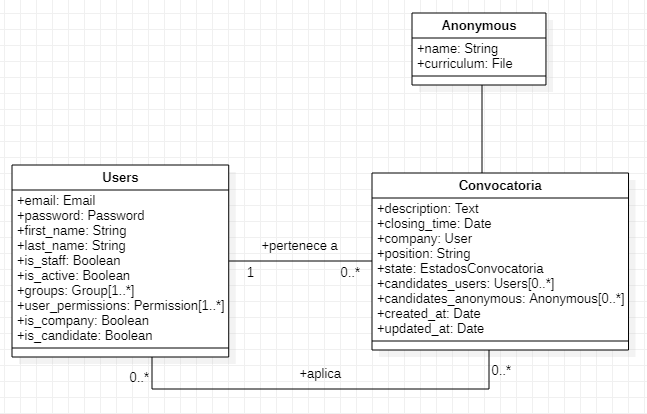 Anonymous
+name: String
+curriculum: File
Users
+email: Email
+password: Password
+first_name: String
+last_name: String
+is_staff: Boolean
+is_active: Boolean
+groups: Group[1..*]
+user_permissions: Permission[1..*]
+is_company: Boolean
+is_candidate: Boolean
+pertenece a
1
0..*
Convocatoria
+description: Text
+closing_time: Date
+company: User
+position: String
+state: EstadosConvocatoria
+candidates_users: Users[0..*]
+candidates_anonymous: Anonymous[0..*]
+created_at: Date
+updated_at: Date
0..*
+aplica
0..*